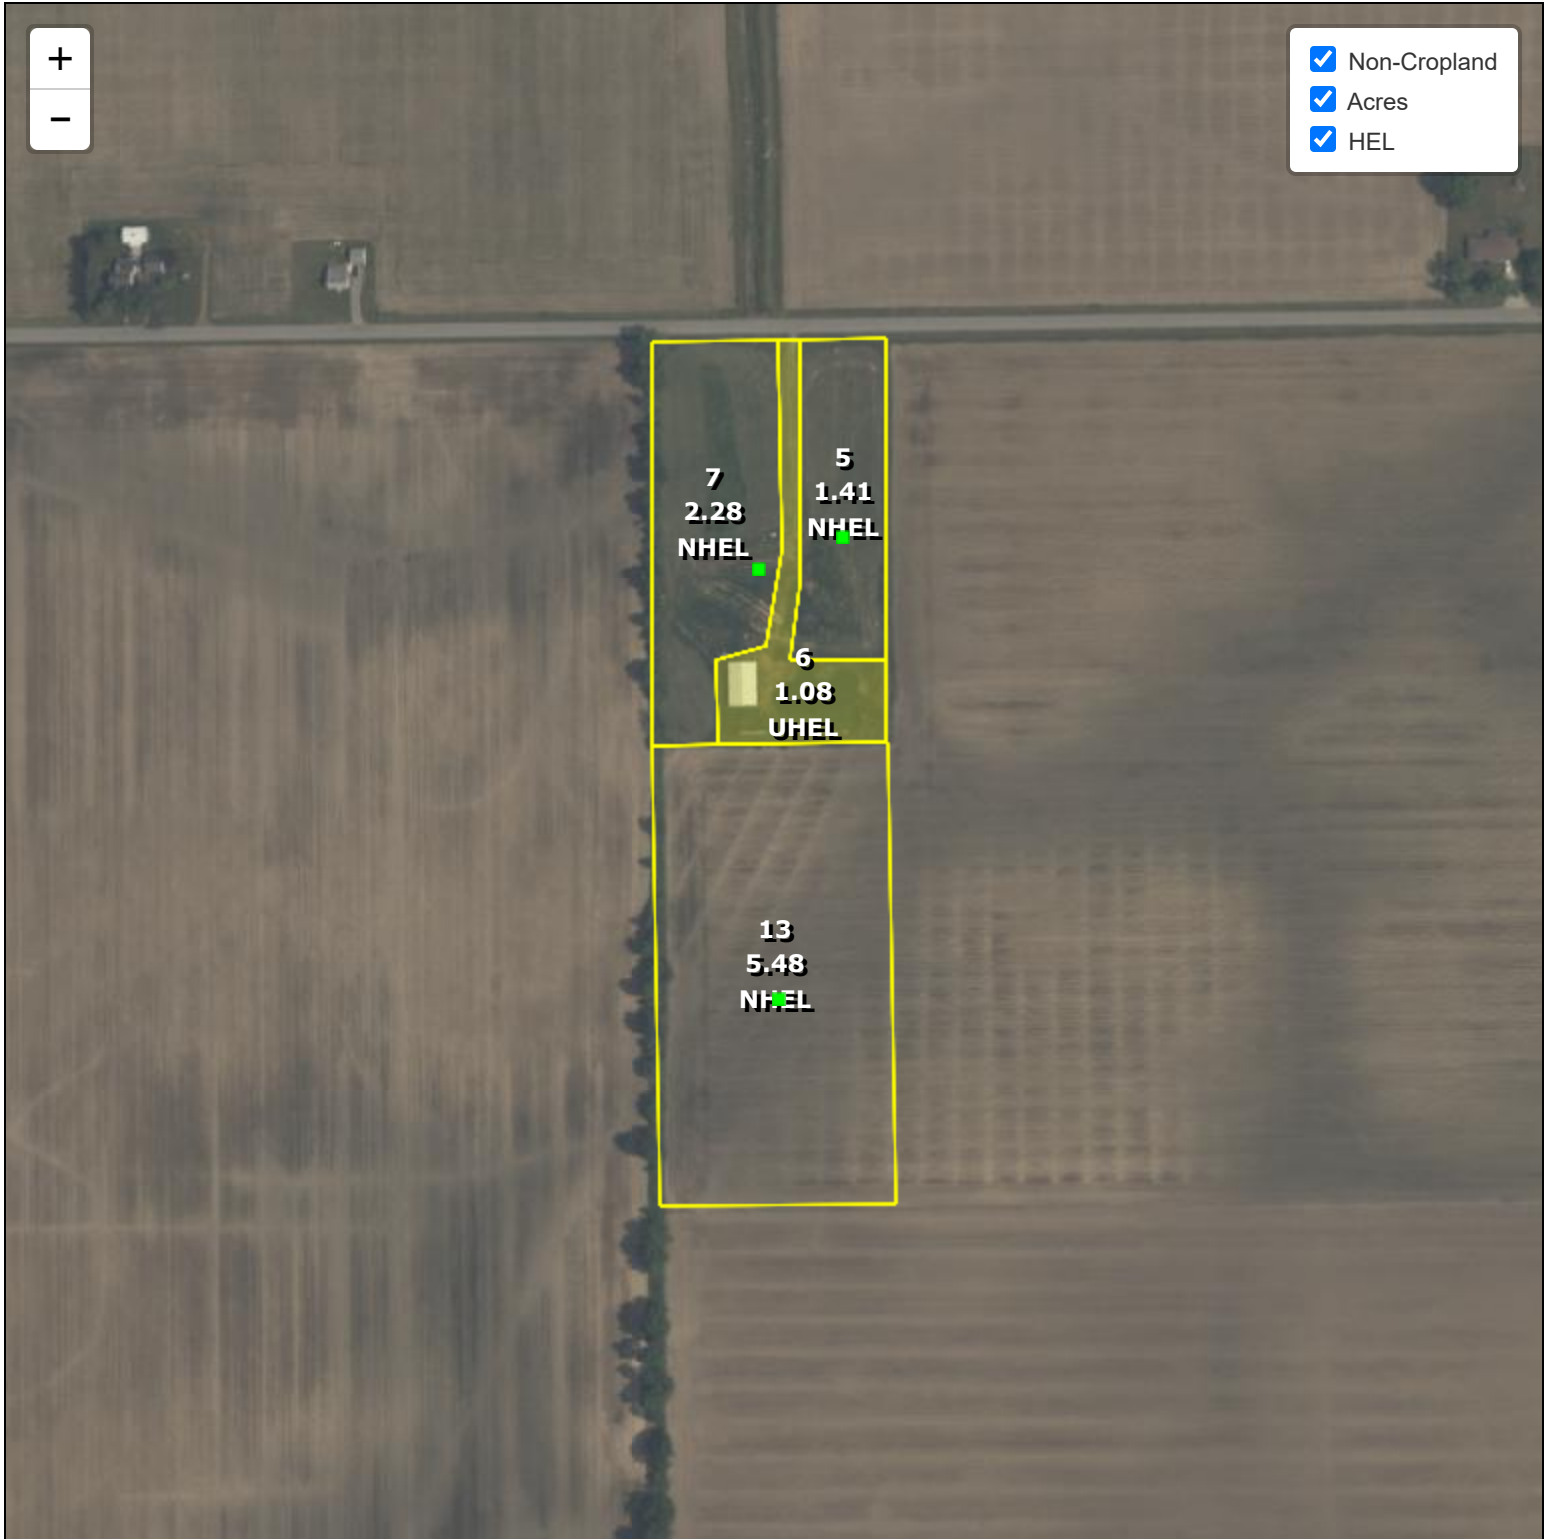 +
−
Non-Cropland
Acres
HEL
7
2.28
NHEL
5
1.41
NHEL
6
1.08
UHEL
13
5.48
NHEL